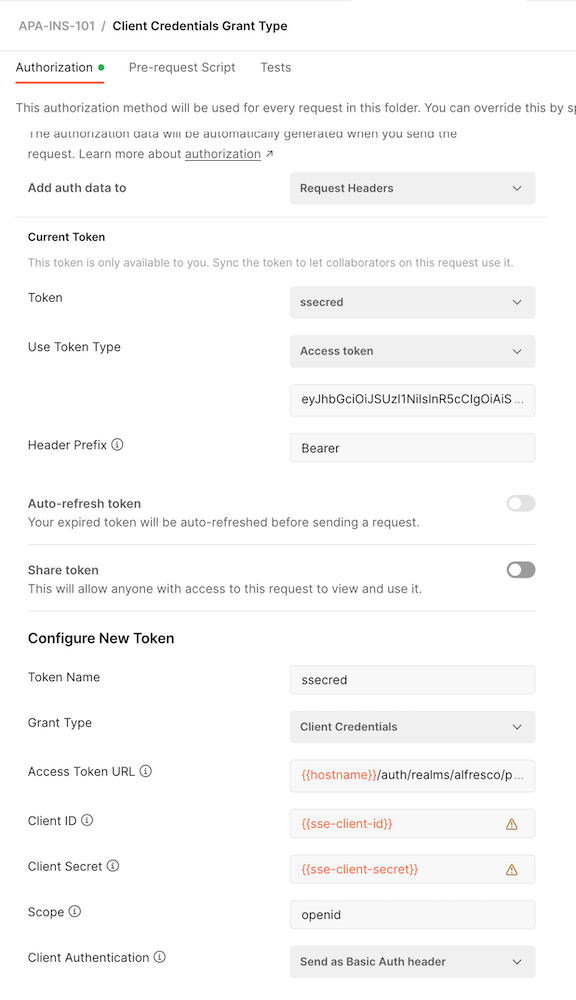 APA-INS-101 / Client Credentials Grant Type
Authorization Pre-request Script Tests
This authorization method will be used for every request in this folder. You can override this by sp
The authorization data will be automatically generated when you send the
request. Learn more about authorization ↗
Add auth data to Request Headers
Current Token
This token is only available to you. Sync the token to let collaborators on this request use it.
Token ssecred
Use Token Type Access token
eyJhbGciOiJSUzI1NiIsInR5cCIgOiAiS ...
Header Prefix Bearer
Auto-refresh token
Your expired token will be auto-refreshed before sending a request.
Share token
This will allow anyone with access to this request to view and use it.
Configure New Token
Token Name ssecred
Grant Type Client Credentials
Access Token URL {{hostname}}/auth/realms/alfresco/p...
Client ID {{sse-client-id}}
Client Secret {{sse-client-secret}}
Scope openid
Client Authentication Send as Basic Auth header